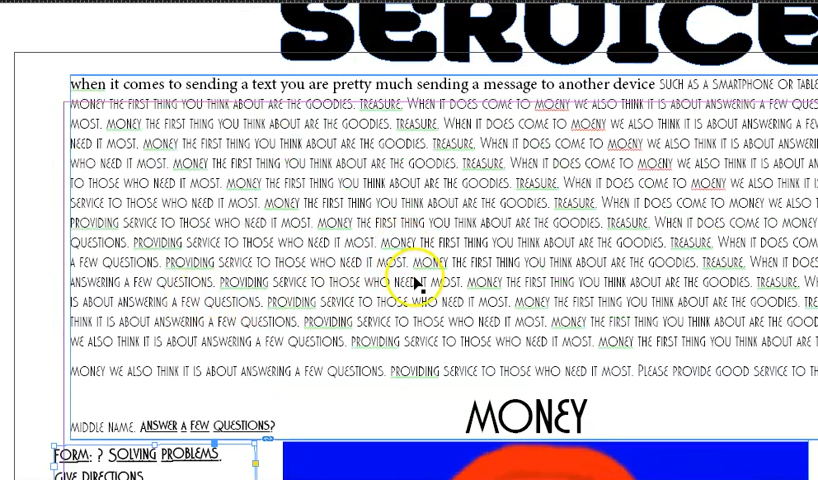 SERVICE
when it comes to sending a text you are pretty much sending a message to another device SUCH AS A SMARTPHONE OR TABLE
MONEY THE FIRST THING YOU THINK ABOUT ARE THE GOODIES. TREASURE. WHEN IT DOES COME TO MOENY WE ALSO THINK IT IS ABOUT ANSWERING A FEW QUES
MOST. MONEY THE FIRST THING YOU THINK ABOUT ARE THE GOODIES. TREASURE. WHEN IT DOES COME TO MOENY WE ALSO THINK IT IS ABOUT ANSWERING A F
NEED IT MOST. MONEY THE FIRST THING YOU THINK ABOUT ARE THE GOODIES. TREASURE. WHEN IT DOES COME TO MOENY WE ALSO THINK IT IS ABOUT ANSWERI
WHO NEED IT MOST. MONEY THE FIRST THING YOU THINK ABOUT ARE THE GOODIES. TREASURE. WHEN IT DOES COME TO MOENY WE ALSO THINK IT IS ABOUT AN
TO THOSE WHO NEED IT MOST. MONEY THE FIRST THING YOU THINK ABOUT ARE THE GOODIES. TREASURE. WHEN IT DOES COME TO MOENY WE ALSO THINK IT IS
SERVICE TO THOSE WHO NEED IT MOST. MONEY THE FIRST THING YOU THINK ABOUT ARE THE GOODIES. TREASURE. WHEN IT DOES COME TO MOENY WE ALSO THI
PROVIDING SERVICE TO THOSE WHO NEED IT MOST. MONEY THE FIRST THING YOU THINK ABOUT ARE THE GOODIES. TREASURE. WHEN IT DOES COME TO MONEY W
QUESTIONS. PROVIDING SERVICE TO THOSE WHO NEED IT MOST. MONEY THE FIRST THING YOU THINK ABOUT ARE THE GOODIES. TREASURE. WHEN IT DOES COM
A FEW QUESTIONS. PROVIDING SERVICE TO THOSE WHO NEED IT MOST. MONEY THE FIRST THING YOU THINK ABOUT ARE THE GOODIES. TREASURE. WHEN IT DOES
ANSWERING A FEW QUESTIONS. PROVIDING SERVICE TO THOSE WHO NEED IT MOST. MONEY THE FIRST THING YOU THINK ABOUT ARE THE GOODIES. TREASURE. WH
IS ABOUT ANSWERING A FEW QUESTIONS. PROVIDING SERVICE TO THOSE WHO NEED IT MOST. MONEY THE FIRST THING YOU THINK ABOUT ARE THE GOODIES. TRE
THINK IT IS ABOUT ANSWERING A FEW QUESTIONS. PROVIDING SERVICE TO THOSE WHO NEED IT MOST. MONEY THE FIRST THING YOU THINK ABOUT ARE THE GOOD
WE ALSO THINK IT IS ABOUT ANSWERING A FEW QUESTIONS. PROVIDING SERVICE TO THOSE WHO NEED IT MOST. MONEY THE FIRST THING YOU THINK ABOUT ARE
MONEY WE ALSO THINK IT IS ABOUT ANSWERING A FEW QUESTIONS. PROVIDING SERVICE TO THOSE WHO NEED IT MOST. PLEASE PROVIDE GOOD SERVICE TO TH
MONEY
MIDDLE NAME. ANSWER A FEW QUESTIONS?
FORM: ? SOLVING PROBLEMS.
GIVE DIRECTIONS